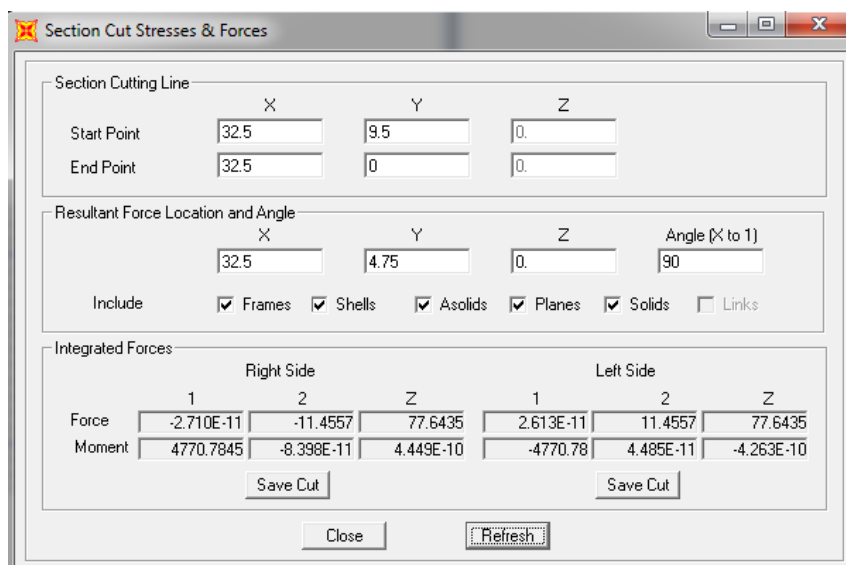 Section Cut Stresses & Forces
Section Cutting Line
X Y Z
Start Point 32.5 9.5 0.
End Point 32.5 0 0.
Resultant Force Location and Angle
X Y Z Angle (X to 1)
32.5 4.75 0. 90
Include Frames Shells Asolids Planes Solids Links
Integrated Forces
Right Side Left Side
1 2 Z 1 2 Z
Force -2.710E-11 -11.4557 77.6435 2.613E-11 11.4557 77.6435
Moment 4770.7845 -8.398E-11 4.449E-10 -4770.78 4.485E-11 -4.263E-10
Save Cut Save Cut
Close Refresh